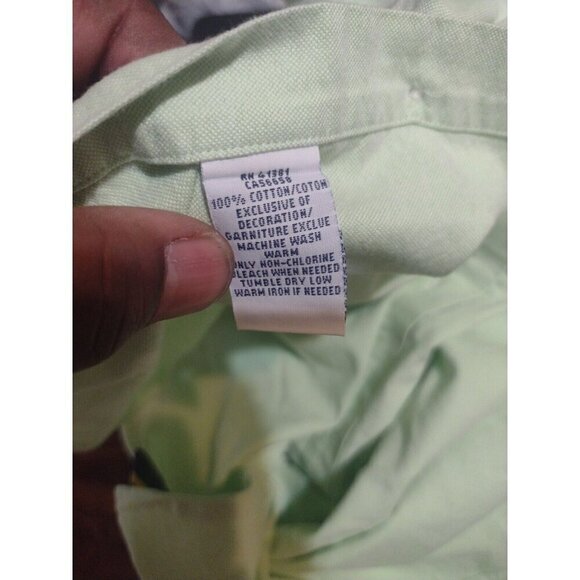 RN 41381
CA56656
100% COTTON/COTON
EXCLUSIVE OF
DECORATION/
GARNITURE EXCLUE
MACHINE WASH
WARM
ONLY NON-CHLORINE
BLEACH WHEN NEEDED
TUMBLE DRY LOW
WARM IRON IF NEEDED